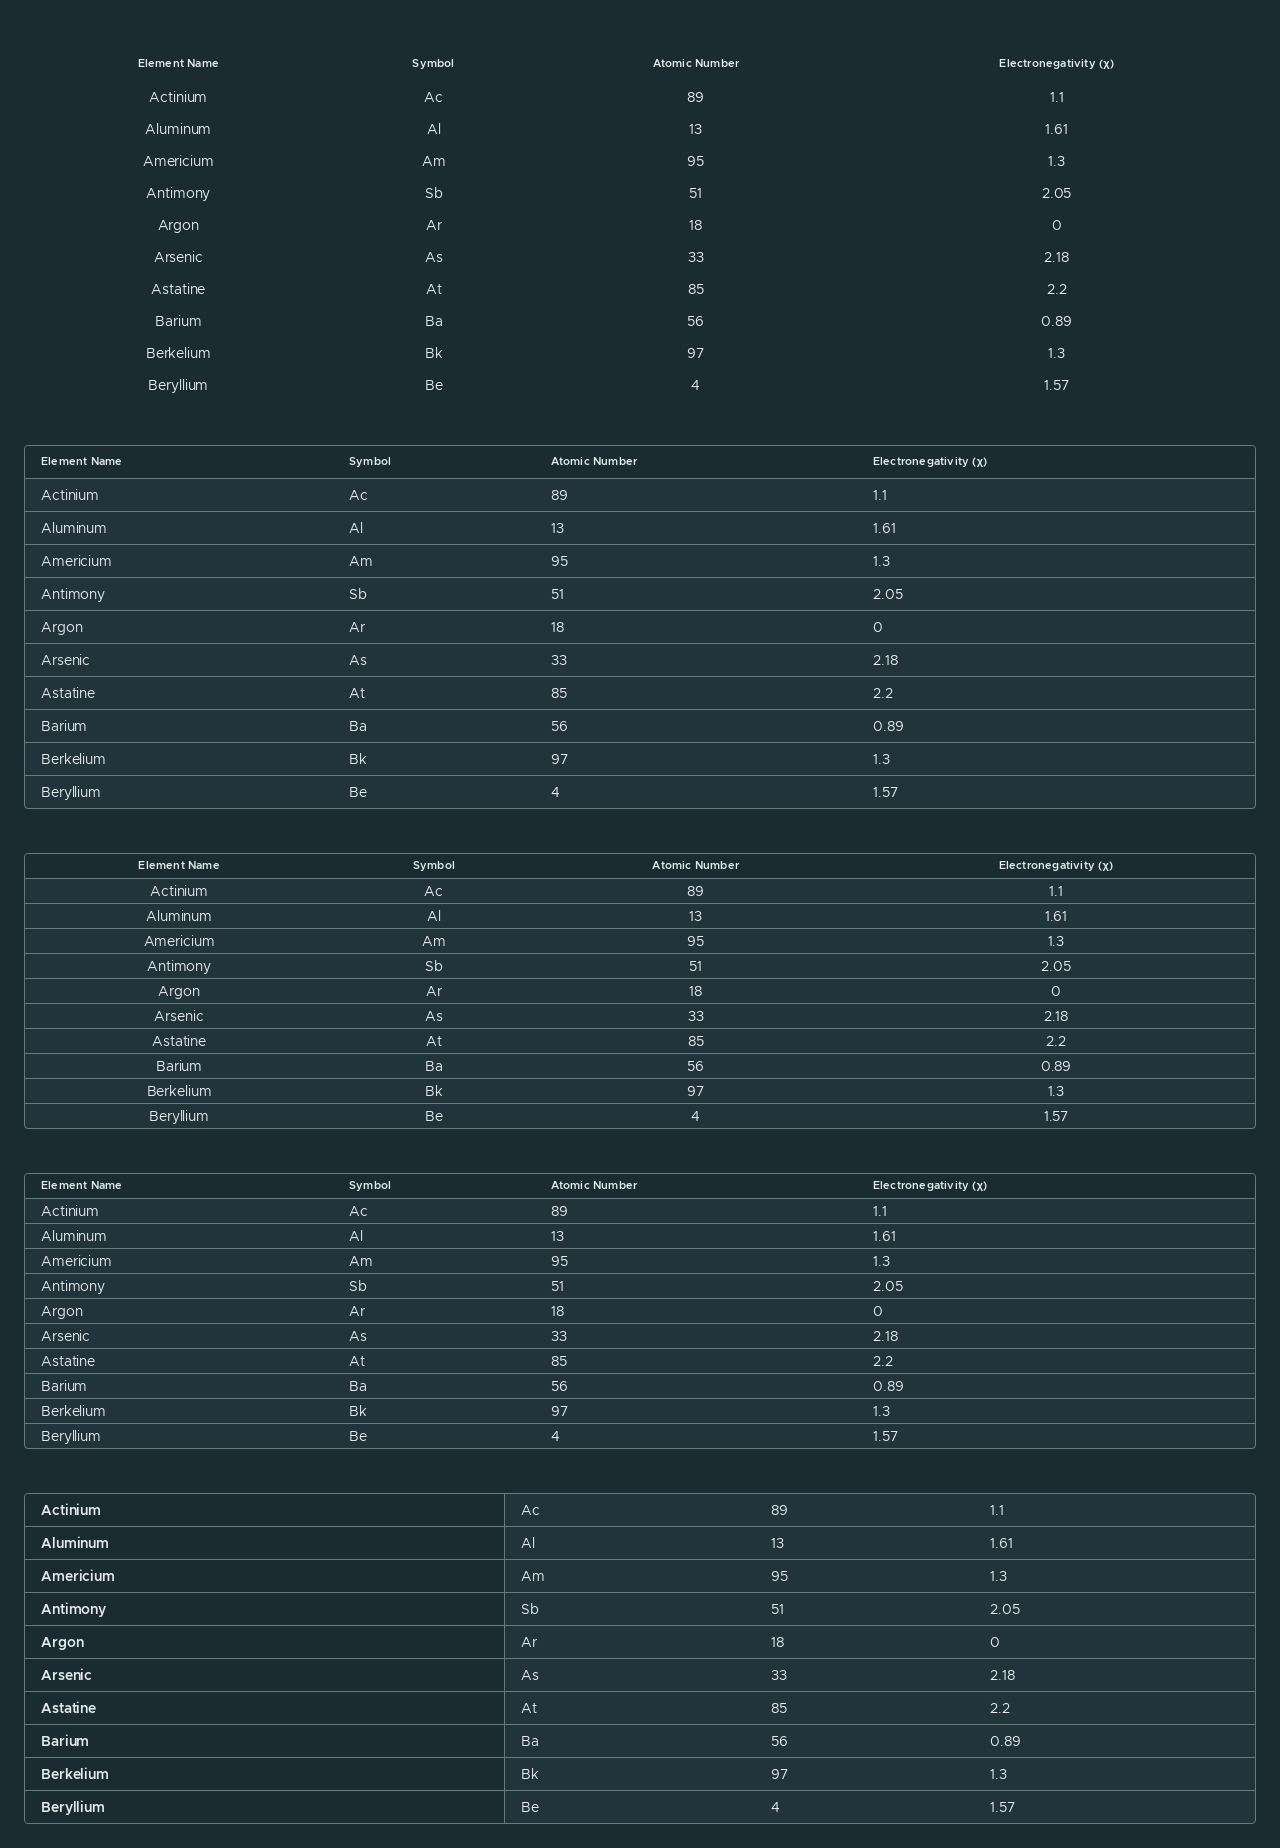 Element Name Symbol Atomic Number Electronegativity (χ)
Actinium Ac 89 1.1
Aluminum Al 13 1.61
Americium Am 95 1.3
Antimony Sb 51 2.05
Argon Ar 18 0
Arsenic As 33 2.18
Astatine At 85 2.2
Barium Ba 56 0.89
Berkelium Bk 97 1.3
Beryllium Be 4 1.57
Element Name Symbol Atomic Number Electronegativity (χ)
Actinium Ac 89 1.1
Aluminum Al 13 1.61
Americium Am 95 1.3
Antimony Sb 51 2.05
Argon Ar 18 0
Arsenic As 33 2.18
Astatine At 85 2.2
Barium Ba 56 0.89
Berkelium Bk 97 1.3
Beryllium Be 4 1.57
Element Name Symbol Atomic Number Electronegativity (χ)
Actinium Ac 89 1.1
Aluminum Al 13 1.61
Americium Am 95 1.3
Antimony Sb 51 2.05
Argon Ar 18 0
Arsenic As 33 2.18
Astatine At 85 2.2
Barium Ba 56 0.89
Berkelium Bk 97 1.3
Beryllium Be 4 1.57
Element Name Symbol Atomic Number Electronegativity (χ)
Actinium Ac 89 1.1
Aluminum Al 13 1.61
Americium Am 95 1.3
Antimony Sb 51 2.05
Argon Ar 18 0
Arsenic As 33 2.18
Astatine At 85 2.2
Barium Ba 56 0.89
Berkelium Bk 97 1.3
Beryllium Be 4 1.57
Actinium Ac 89 1.1
Aluminum Al 13 1.61
Americium Am 95 1.3
Antimony Sb 51 2.05
Argon Ar 18 0
Arsenic As 33 2.18
Astatine At 85 2.2
Barium Ba 56 0.89
Berkelium Bk 97 1.3
Beryllium Be 4 1.57